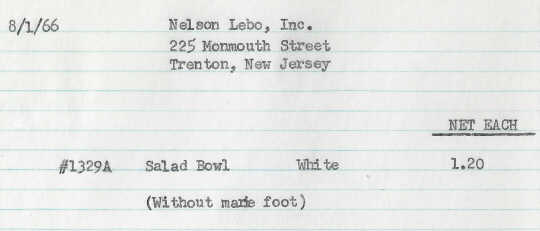 8/1/66 Nelson Lebo, Inc.
225 Monmouth Street
Trenton, New Jersey
NET EACH
#1329A Salad Bowl White 1.20
(Without foot)